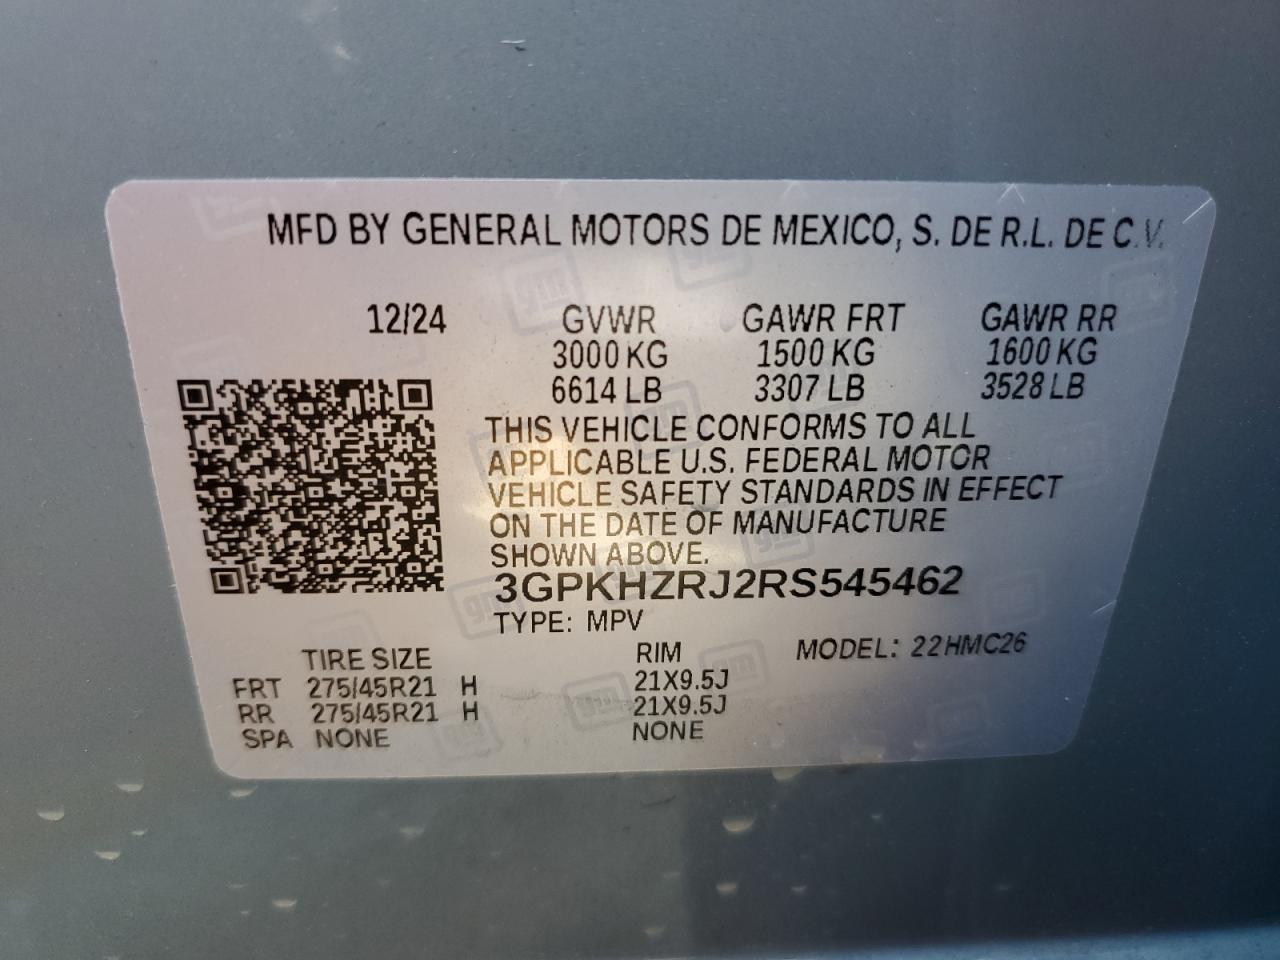 MFD BY GENERAL MOTORS DE MEXICO, S. DE R.L. DE C.V.
12/24 GVWR GAWR FRT GAWR RR
3000 KG 1500 KG 1600 KG
6614 LB 3307 LB 3528 LB
THIS VEHICLE CONFORMS TO ALL
APPLICABLE U.S. FEDERAL MOTOR
VEHICLE SAFETY STANDARDS IN EFFECT
ON THE DATE OF MANUFACTURE
SHOWN ABOVE.
3GPKHZRJ2RS545462
TYPE: MPV
TIRE SIZE RIM MODEL: 22HMC26
FRT 275/45R21 H 21X9.5J
RR 275/45R21 H 21X9.5J
SPA NONE NONE